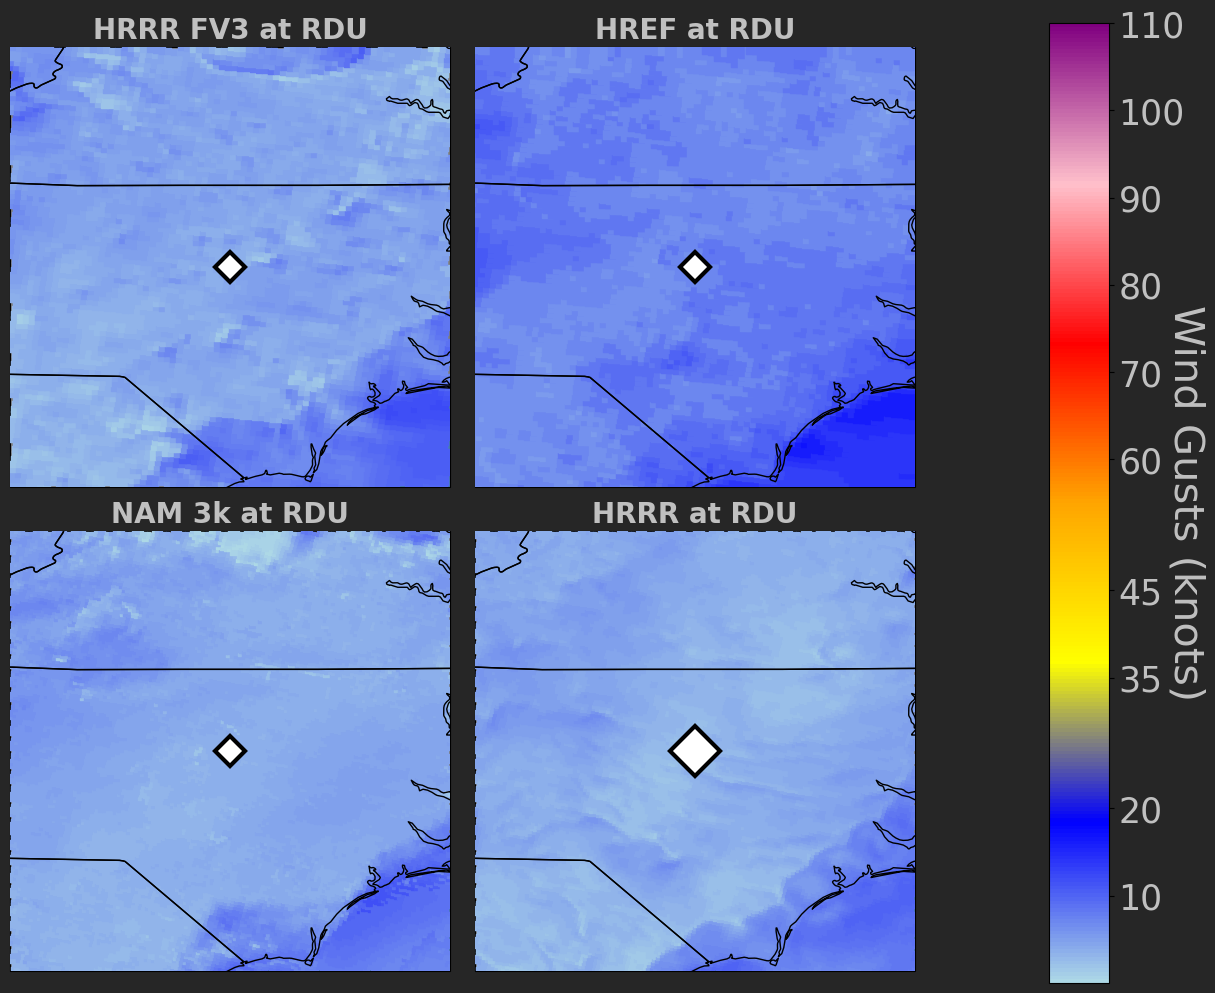 HRRR FV3 at RDU
HREF at RDU
NAM 3k at RDU
HRRR at RDU
110
100
90
80
70
60
45
35
20
10
Wind Gusts (knots)